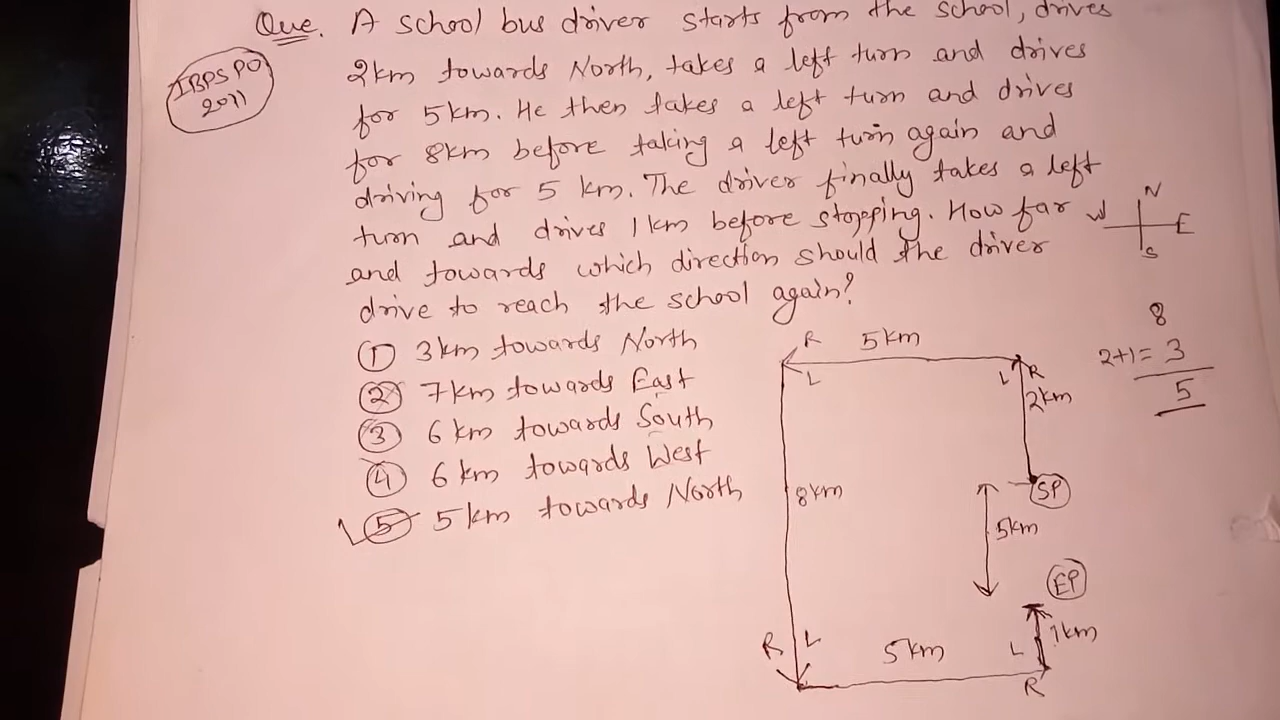 Que. A school bus driver starts from the school, drives
IBPS PO
2011
2km towards North, takes a left turn and drives
for 5km. He then takes a left turn and drives
for 8km before taking a left turn again and
driving for 5 km. The driver finally takes a left
turn and drives 1km before stopping. How far
and towards which direction should the driver
drive to reach the school again?
① 3km towards North
② 7km towards East
③ 6 km towards South
④ 6 km towards West
⑤ 5 km towards North
N
W E
S
8
2+1= 3
5
R 5km
L L R
2km
8km SP
5km
EP
R L L 1km
5km
R